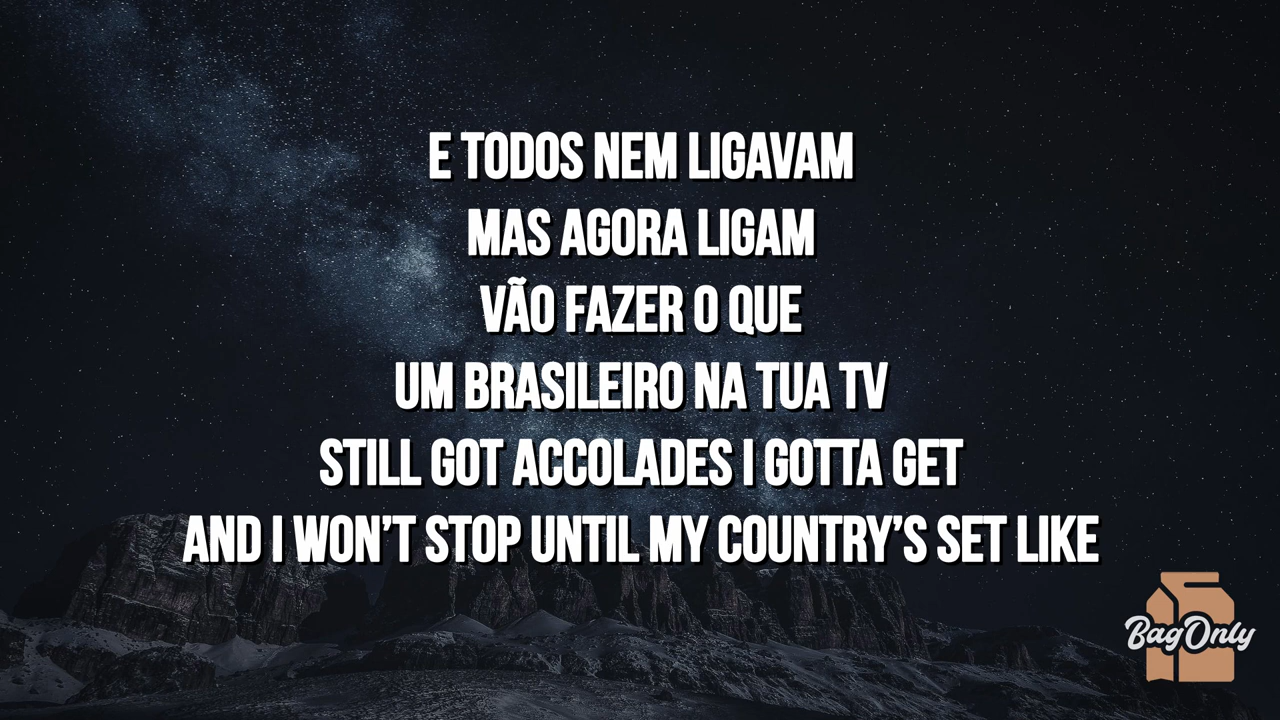 E TODOS NEM LIGAVAM
MAS AGORA LIGAM
VÃO FAZER O QUE
UM BRASILEIRO NA TUA TV
STILL GOT ACCOLADES I GOTTA GET
AND I WON'T STOP UNTIL MY COUNTRY'S SET LIKE
BagOnly